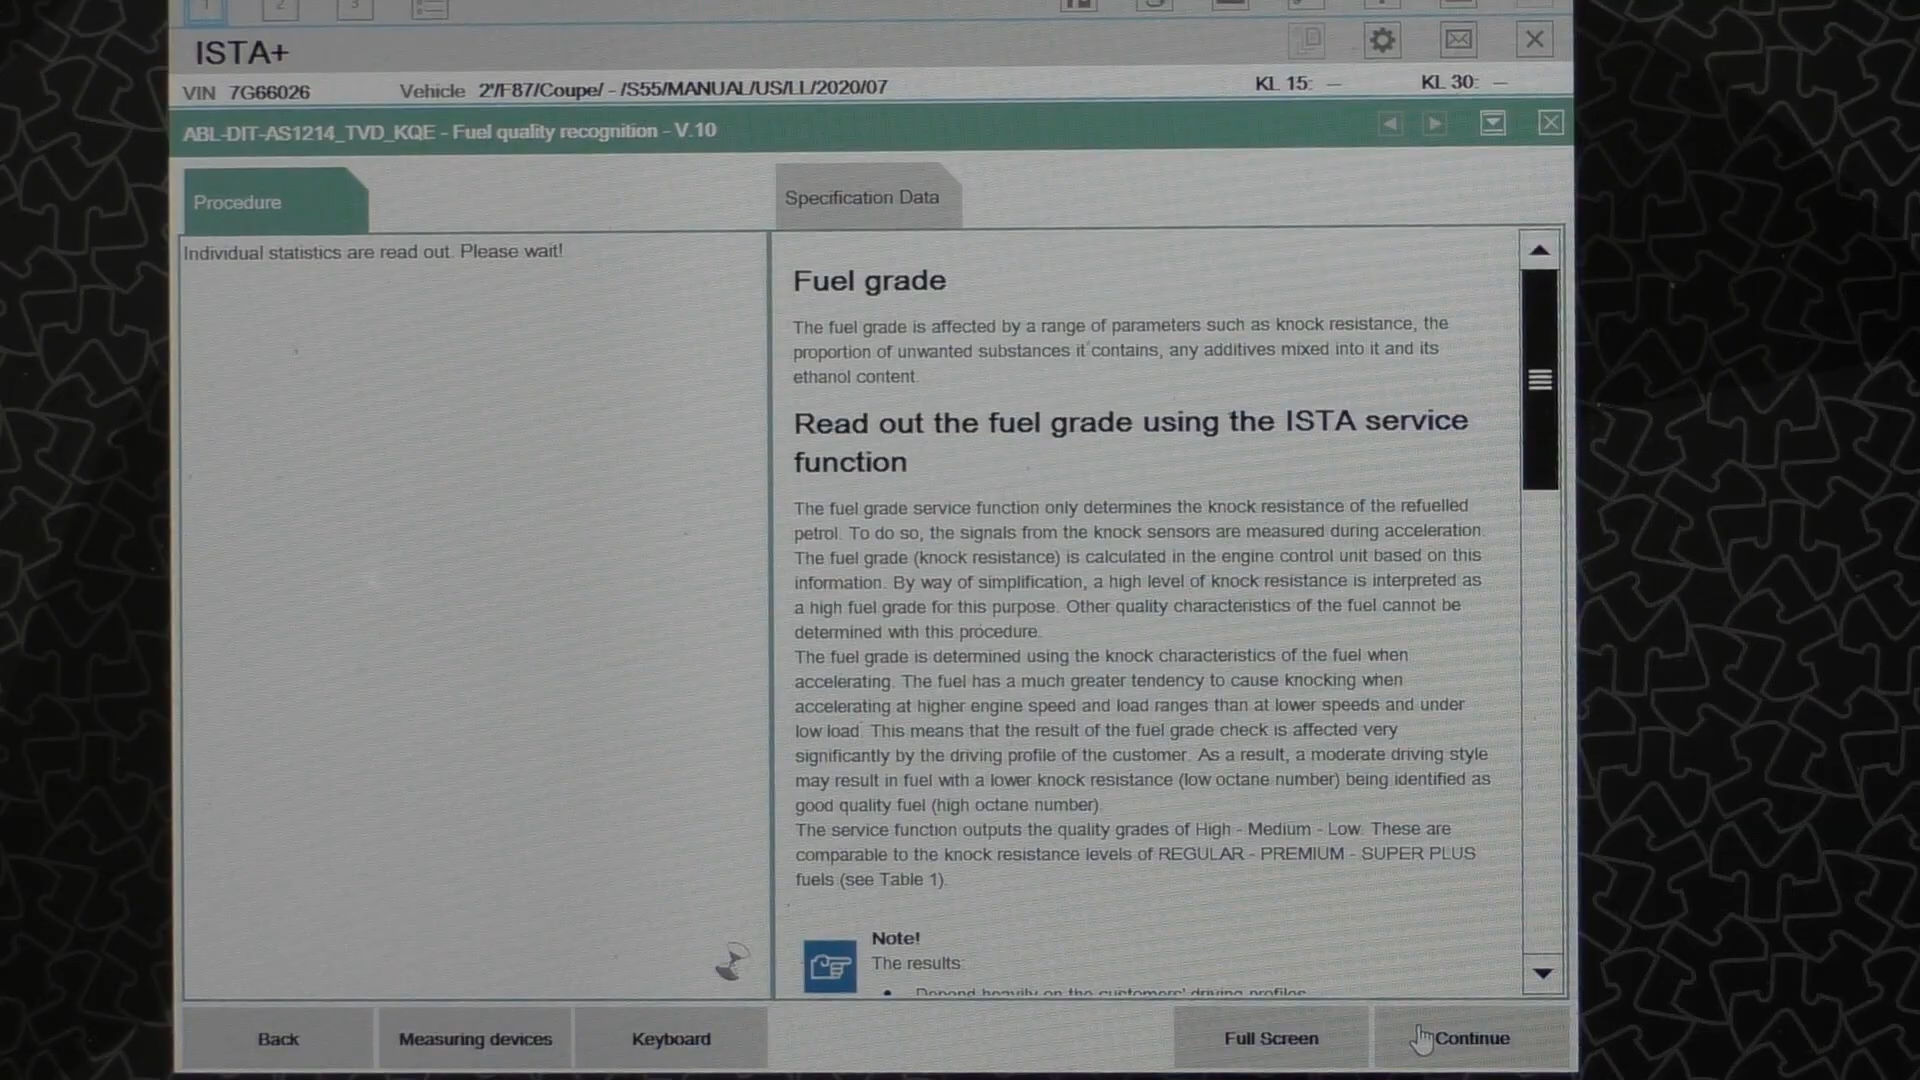 1
2
3
ISTA+
VIN 7G66026
Vehicle 2'/F87/Coupe/ - /S55/MANUAL/US/LL/2020/07
KL 15: —
KL 30: —
ABL-DIT-AS1214_TVD_KQE - Fuel quality recognition - V.10
Procedure
Individual statistics are read out. Please wait!
Specification Data
Fuel grade
The fuel grade is affected by a range of parameters such as knock resistance, the
proportion of unwanted substances it contains, any additives mixed into it and its
ethanol content.
Read out the fuel grade using the ISTA service
function
The fuel grade service function only determines the knock resistance of the refuelled
petrol. To do so, the signals from the knock sensors are measured during acceleration.
The fuel grade (knock resistance) is calculated in the engine control unit based on this
information. By way of simplification, a high level of knock resistance is interpreted as
a high fuel grade for this purpose. Other quality characteristics of the fuel cannot be
determined with this procedure.
The fuel grade is determined using the knock characteristics of the fuel when
accelerating. The fuel has a much greater tendency to cause knocking when
accelerating at higher engine speed and load ranges than at lower speeds and under
low load. This means that the result of the fuel grade check is affected very
significantly by the driving profile of the customer. As a result, a moderate driving style
may result in fuel with a lower knock resistance (low octane number) being identified as
good quality fuel (high octane number).
The service function outputs the quality grades of High - Medium - Low. These are
comparable to the knock resistance levels of REGULAR - PREMIUM - SUPER PLUS
fuels (see Table 1).
Note!
The results:
• Depend heavily on the customers' driving profiles
Back
Measuring devices
Keyboard
Full Screen
Continue